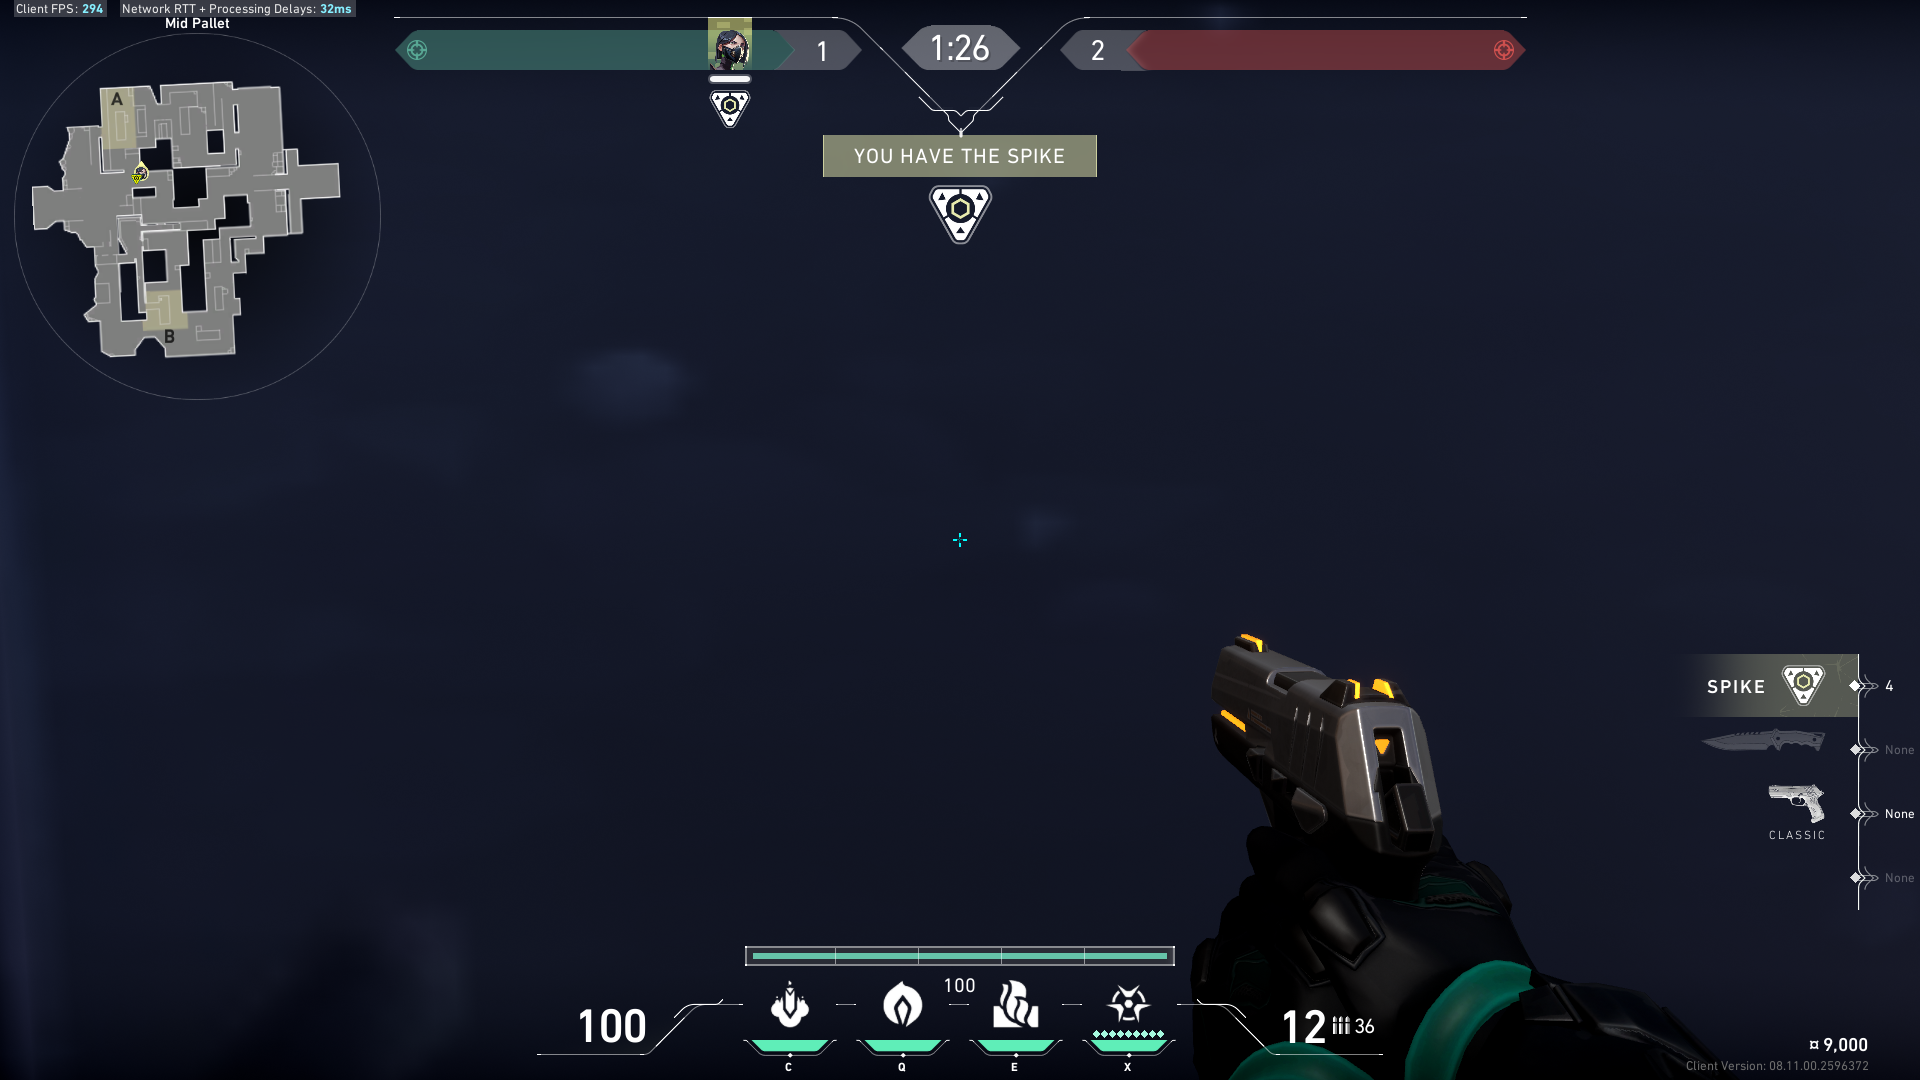 Client FPS: 294
Network RTT + Processing Delays: 32ms
Mid Pallet
A
B
1
1:26
2
YOU HAVE THE SPIKE
SPIKE
4
None
None
CLASSIC
None
100
100
C
Q
E
X
12
36
¤ 9,000
Client Version: 08.11.00.2596372